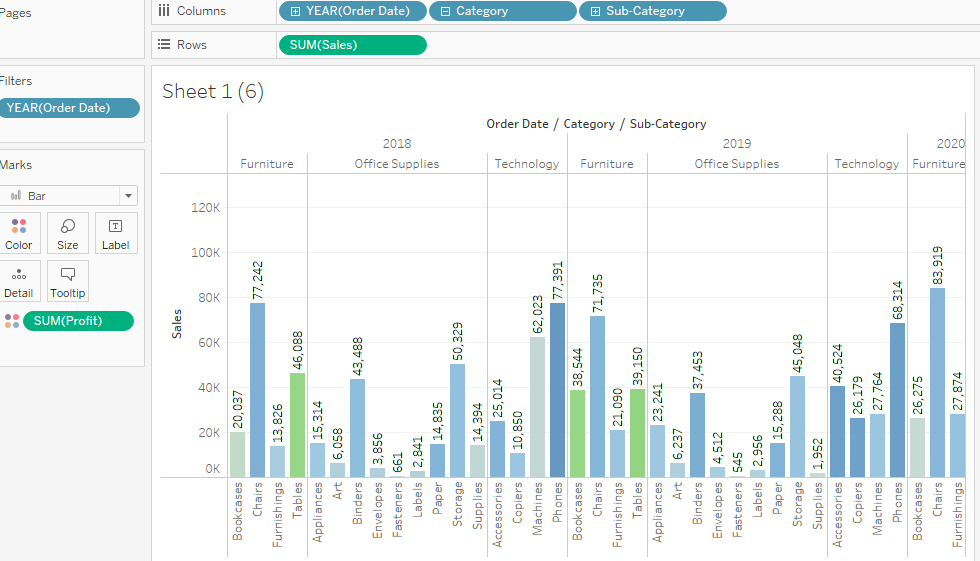 Pages
Columns
YEAR(Order Date)
Category
Sub-Category
Rows
SUM(Sales)
Filters
YEAR(Order Date)
Marks
Bar
Color
Size
Label
Detail
Tooltip
SUM(Profit)
Sheet 1 (6)
Order Date / Category / Sub-Category
2018 2019 2020
Furniture Office Supplies Technology Furniture Office Supplies Technology Furniture
Sales
120K
100K
80K
60K
40K
20K
0K
20,037
77,242
13,826
46,088
15,314
6,058
43,488
3,856
661
2,841
14,835
50,329
14,394
25,014
10,850
62,023
77,391
38,544
71,735
21,090
39,150
23,241
6,237
37,453
4,512
545
2,956
15,288
45,048
1,952
40,524
26,179
27,764
68,314
26,275
83,919
27,874
Bookcases
Chairs
Furnishings
Tables
Appliances
Art
Binders
Envelopes
Fasteners
Labels
Paper
Storage
Supplies
Accessories
Copiers
Machines
Phones
Bookcases
Chairs
Furnishings
Tables
Appliances
Art
Binders
Envelopes
Fasteners
Labels
Paper
Storage
Supplies
Accessories
Copiers
Machines
Phones
Bookcases
Chairs
Furnishings